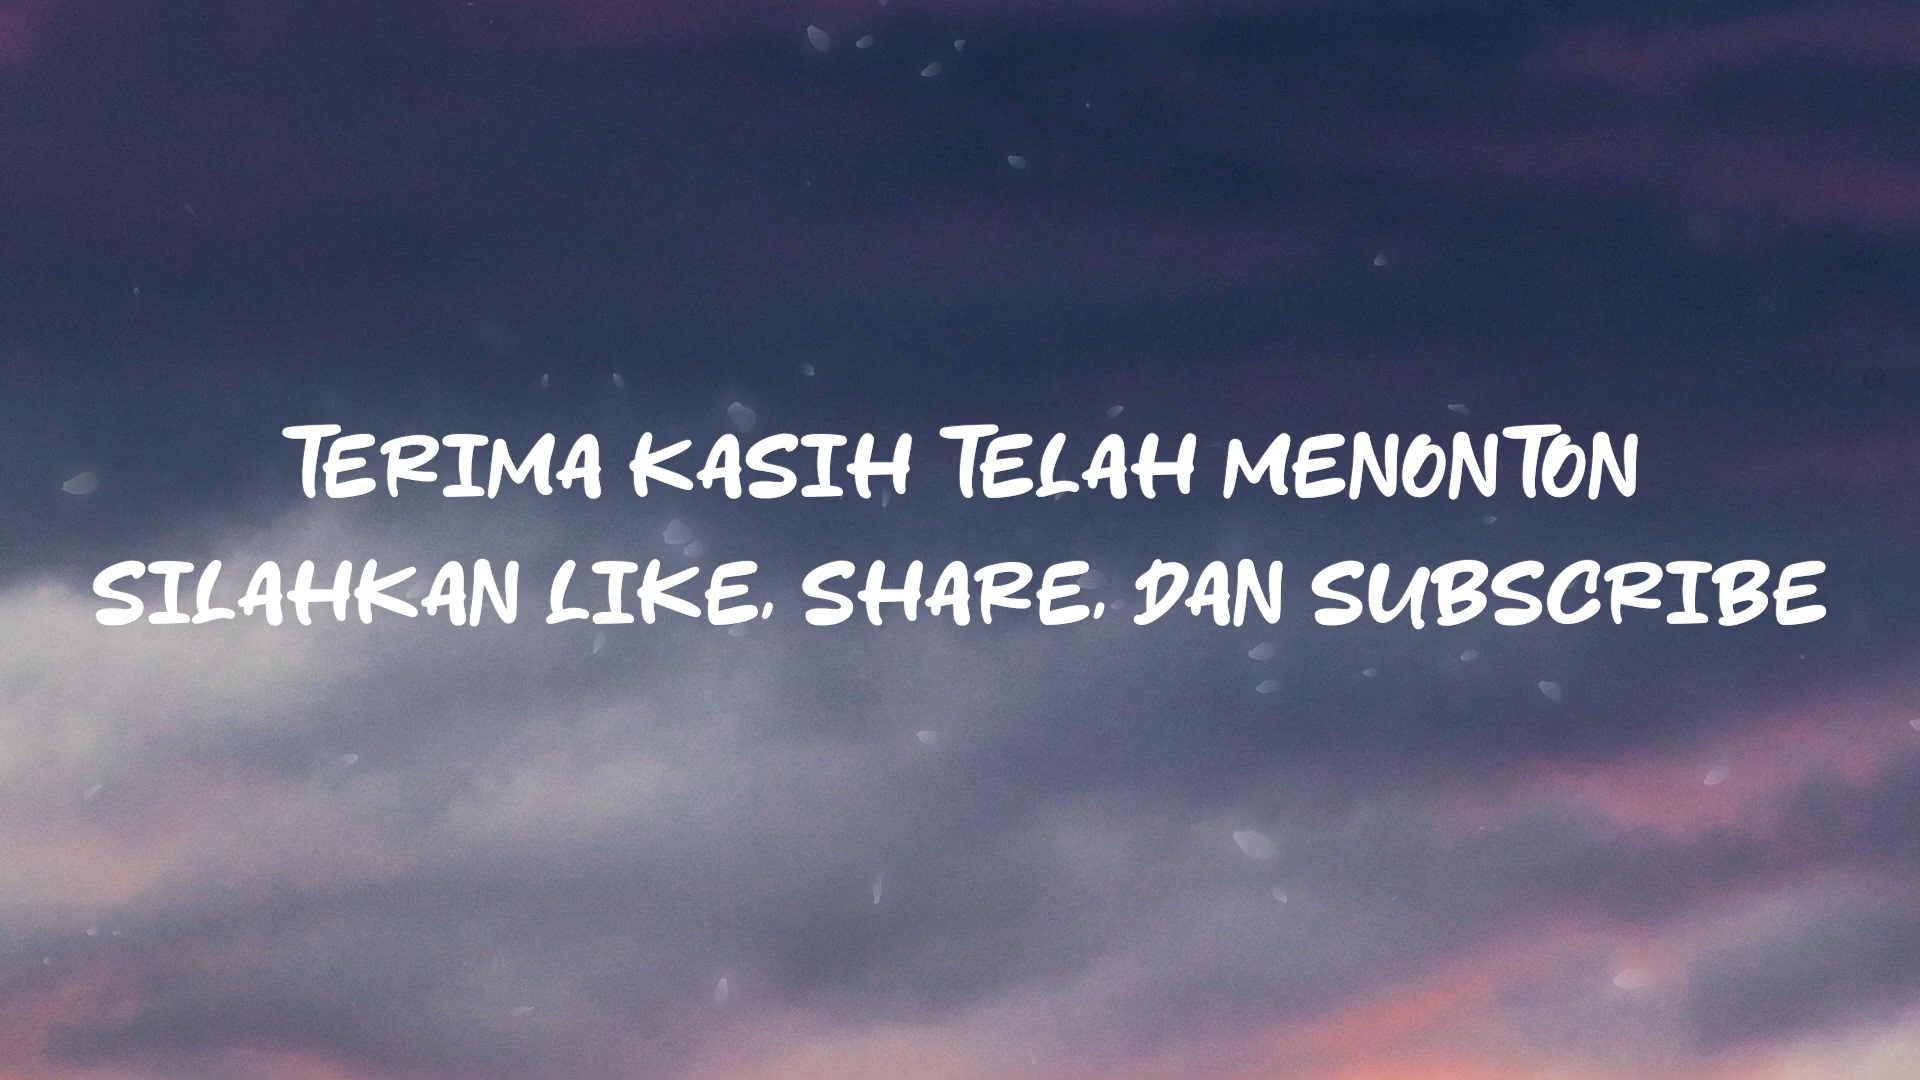 TERIMA KASIH TELAH MENONTON
SILAHKAN LIKE, SHARE, DAN SUBSCRIBE